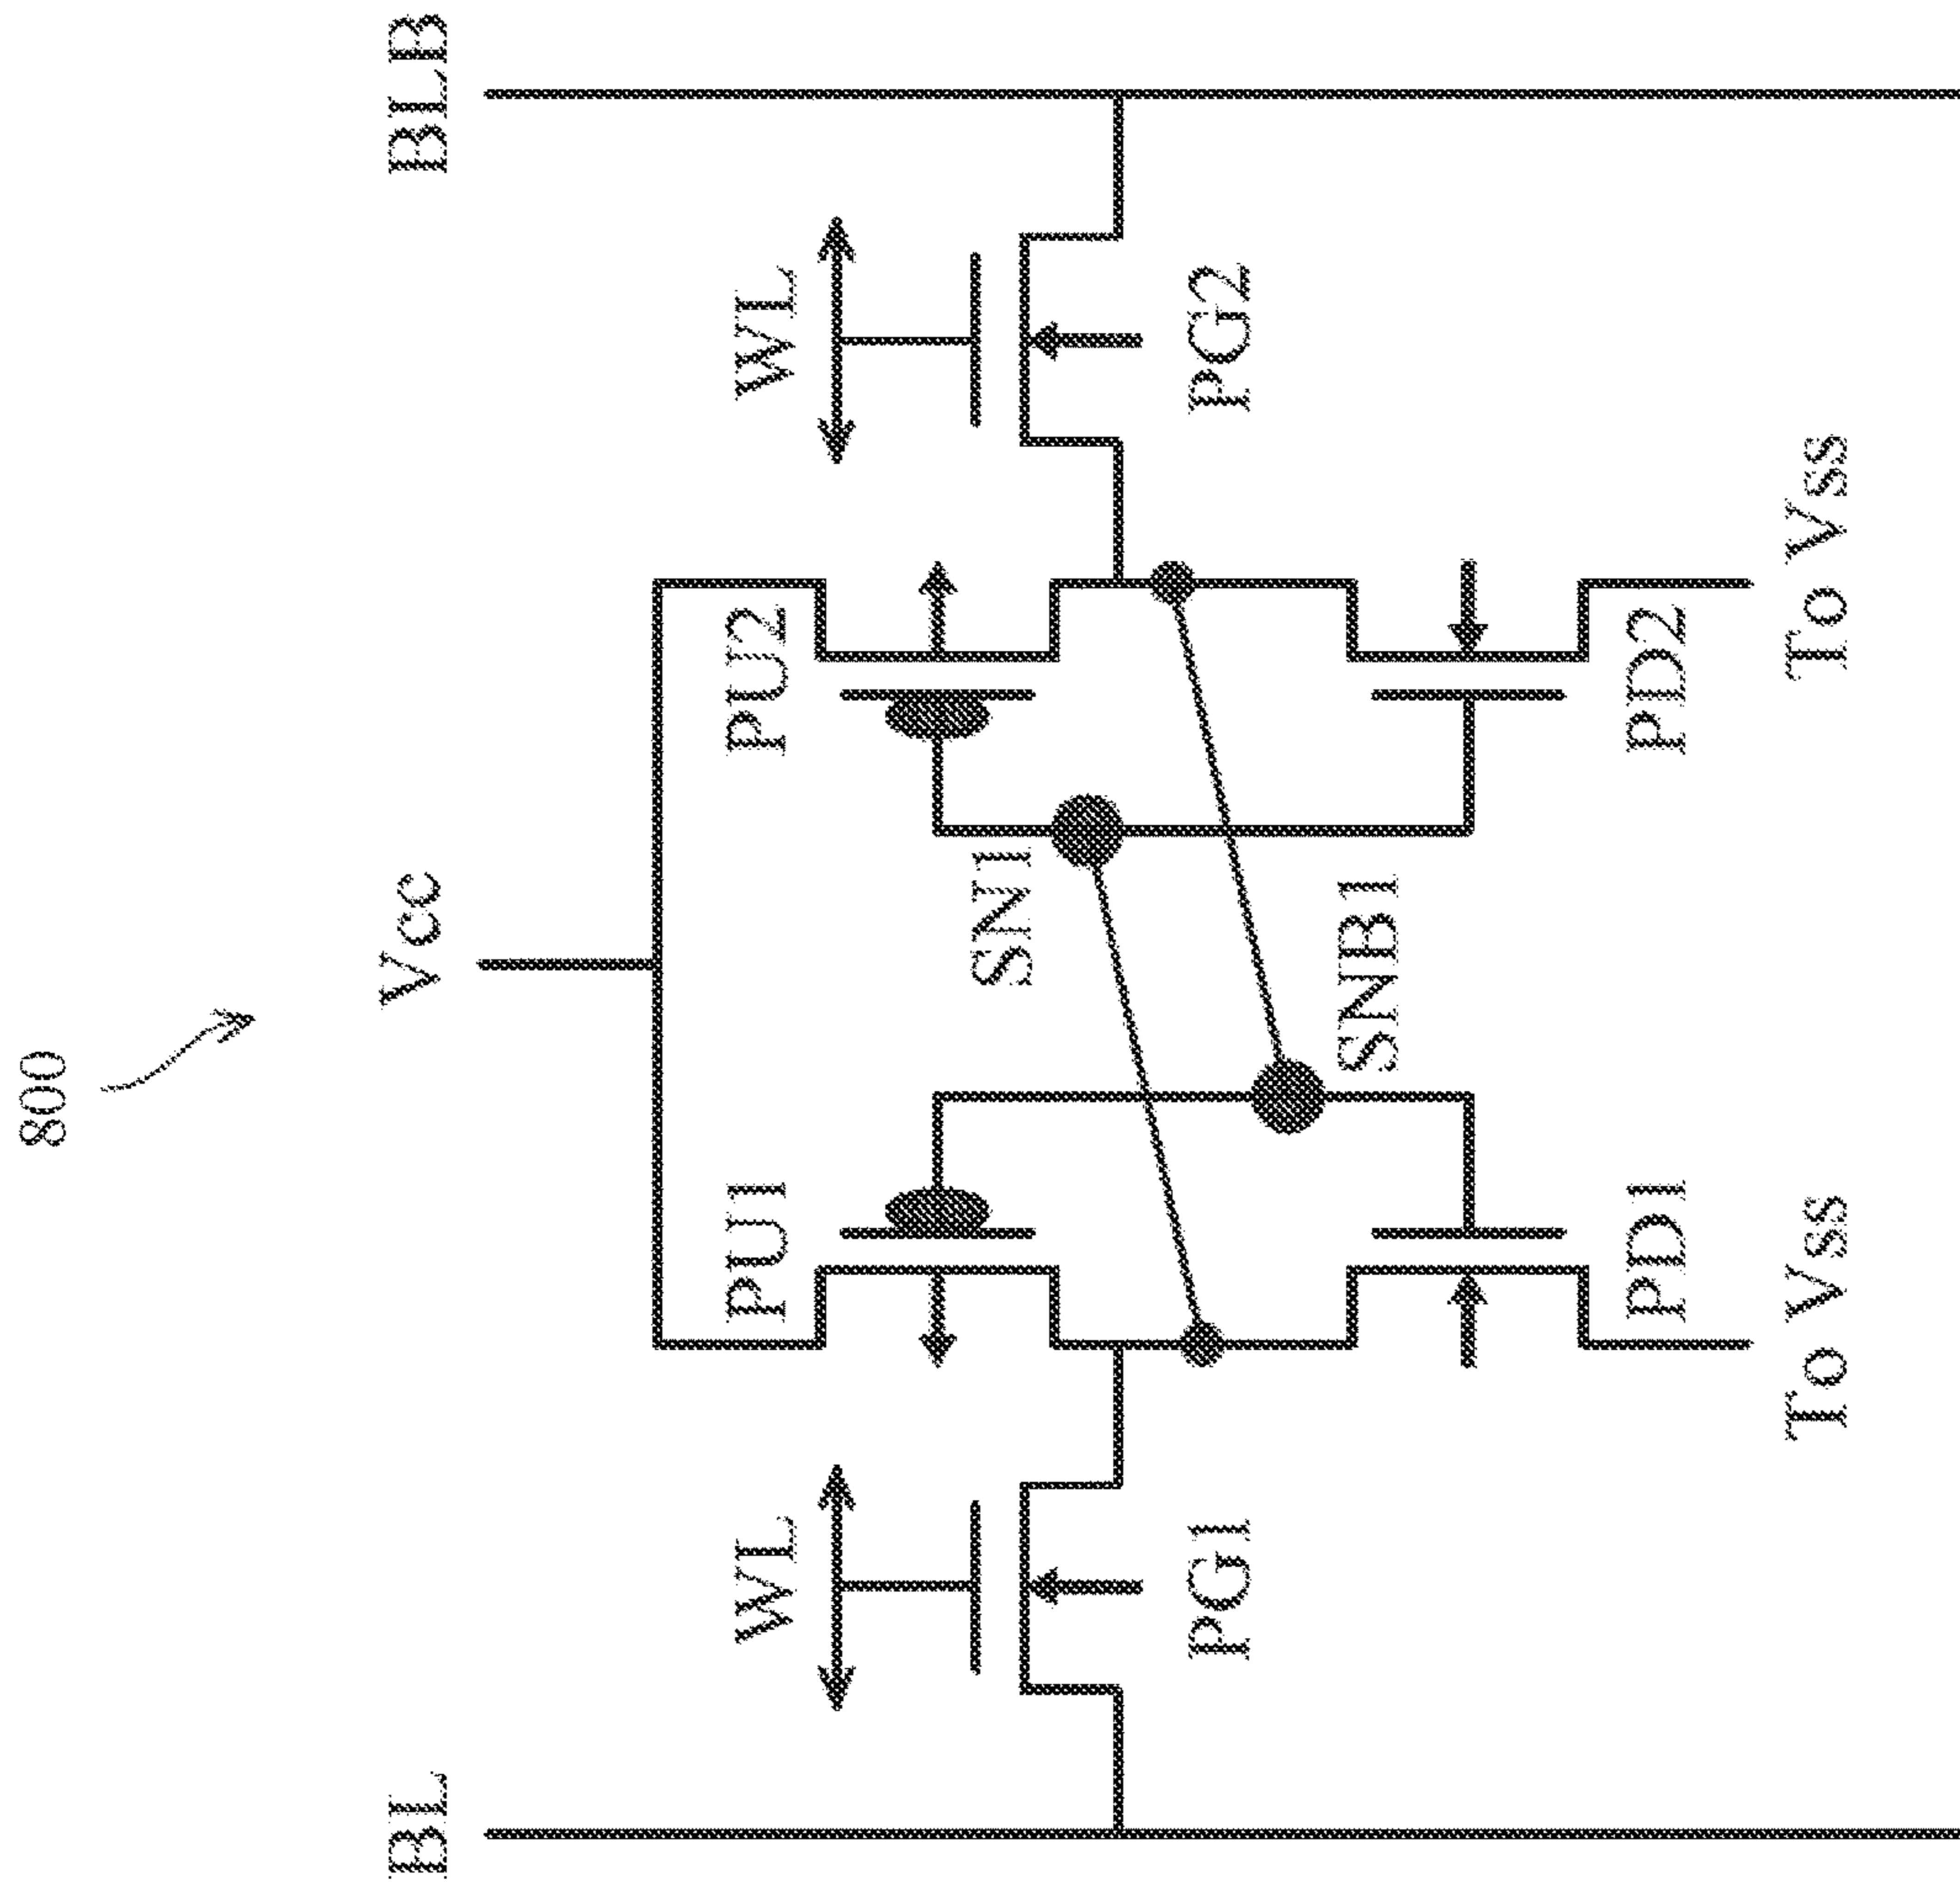 800
BL
Vcc
BLB
WL
PU1
PU2
WL
SN1
PG1
PG2
SNB1
PD1
PD2
To Vss
To Vss